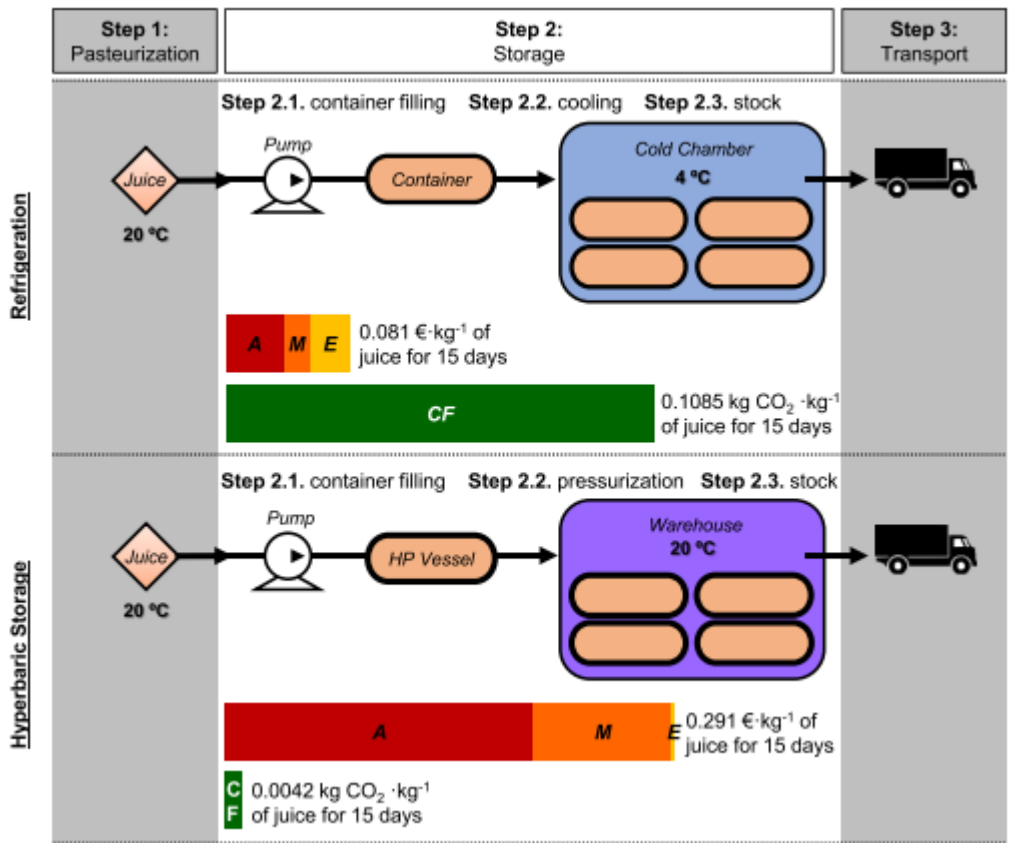 Step 1:
Pasteurization
Step 2:
Storage
Step 3:
Transport
Refrigeration
Step 2.1. container filling Step 2.2. cooling Step 2.3. stock
Juice
20 ºC
Pump
Container
Cold Chamber
4 ºC
A M E
0.081 €·kg⁻¹ of
juice for 15 days
CF
0.1085 kg CO₂ ·kg⁻¹
of juice for 15 days
Hyperbaric Storage
Step 2.1. container filling Step 2.2. pressurization Step 2.3. stock
Juice
20 ºC
Pump
HP Vessel
Warehouse
20 ºC
A M E
0.291 €·kg⁻¹ of
juice for 15 days
C
F
0.0042 kg CO₂ ·kg⁻¹
of juice for 15 days